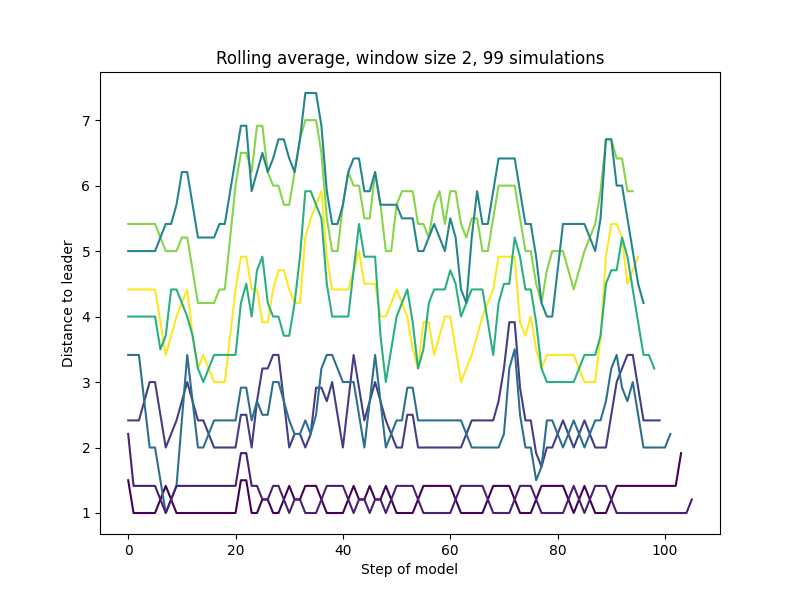 Rolling average, window size 2, 99 simulations
7
6
5
4
3
2
1
Distance to leader
0 20 40 60 80 100
Step of model